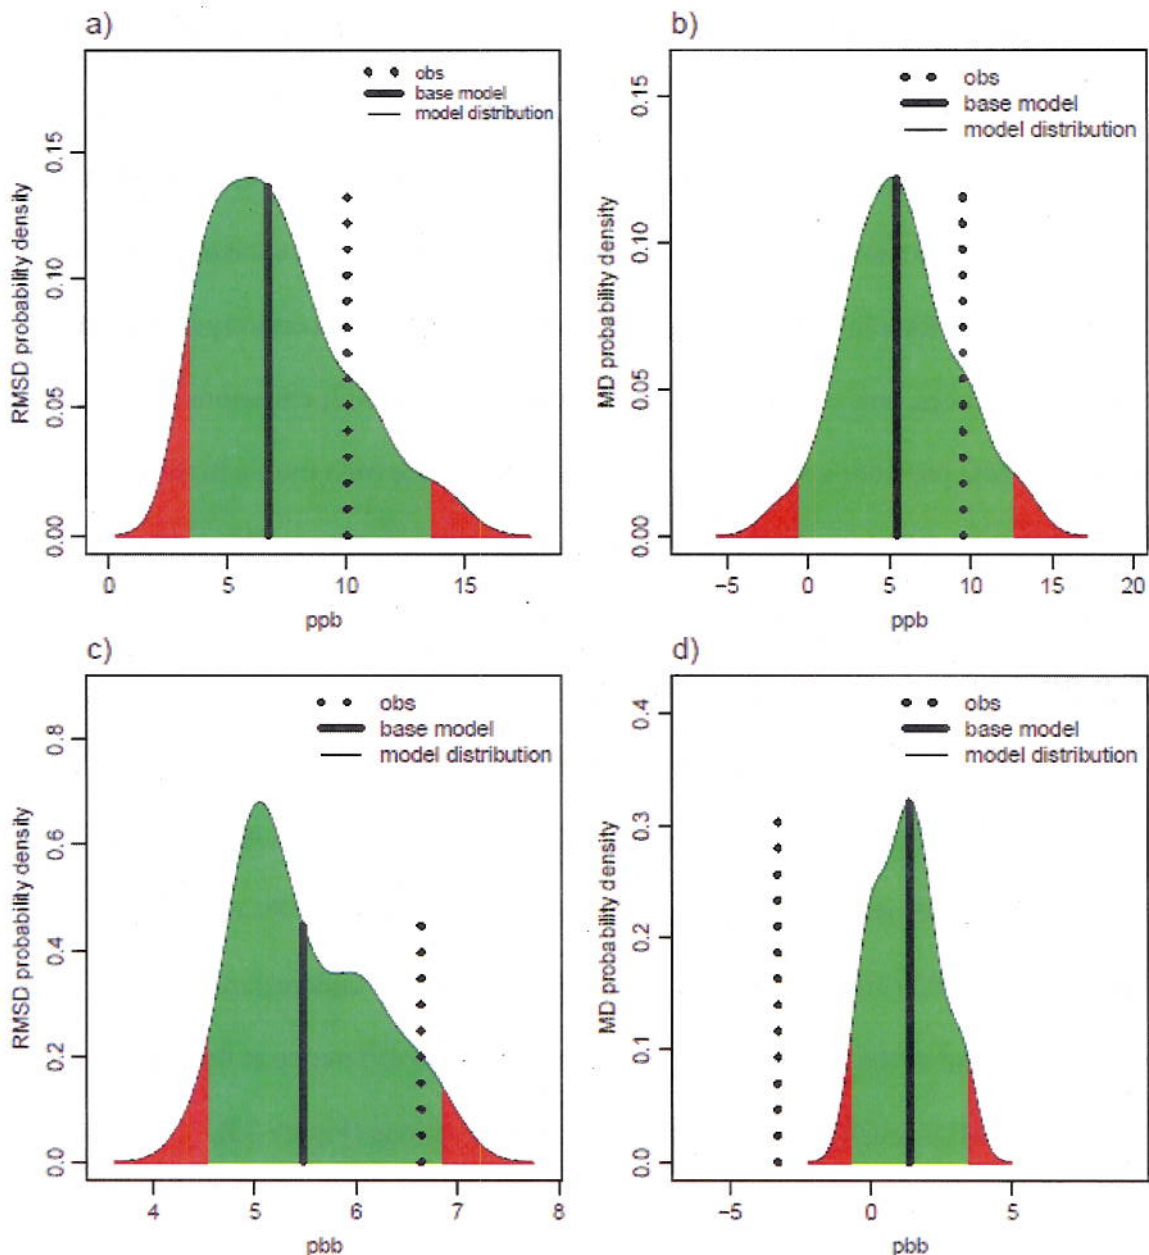 a)
obs
base model
model distribution
RMSD probability density
0.00 0.05 0.10 0.15
0 5 10 15
ppb
b)
obs
base model
model distribution
MD probability density
0.00 0.05 0.10 0.15
−5 0 5 10 15 20
ppb
c)
obs
base model
model distribution
RMSD probability density
0.0 0.2 0.4 0.6 0.8
4 5 6 7 8
pbb
d)
obs
base model
model distribution
MD probability density
0.0 0.1 0.2 0.3 0.4
−5 0 5
pbb